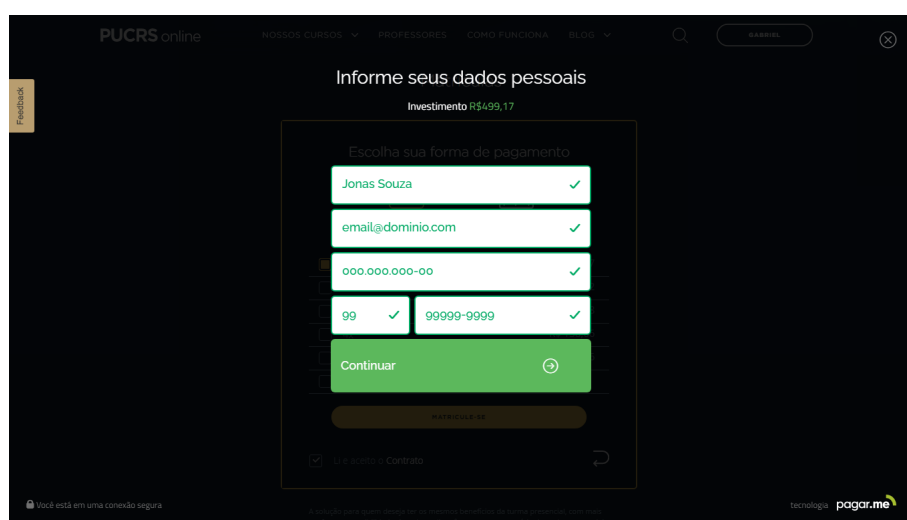 PUCRS online
NOSSOS CURSOS PROFESSORES COMO FUNCIONA BLOG GABRIEL
Informe seus dados pessoais
Investimento R$499,17
Feedback
Escolha sua forma de pagamento
Jonas Souza
email@dominio.com
000.000.000-00
99 99999-9999
Continuar
MATRICULE-SE
Li e aceito o Contrato
Você está em uma conexão segura
tecnologia pagar.me